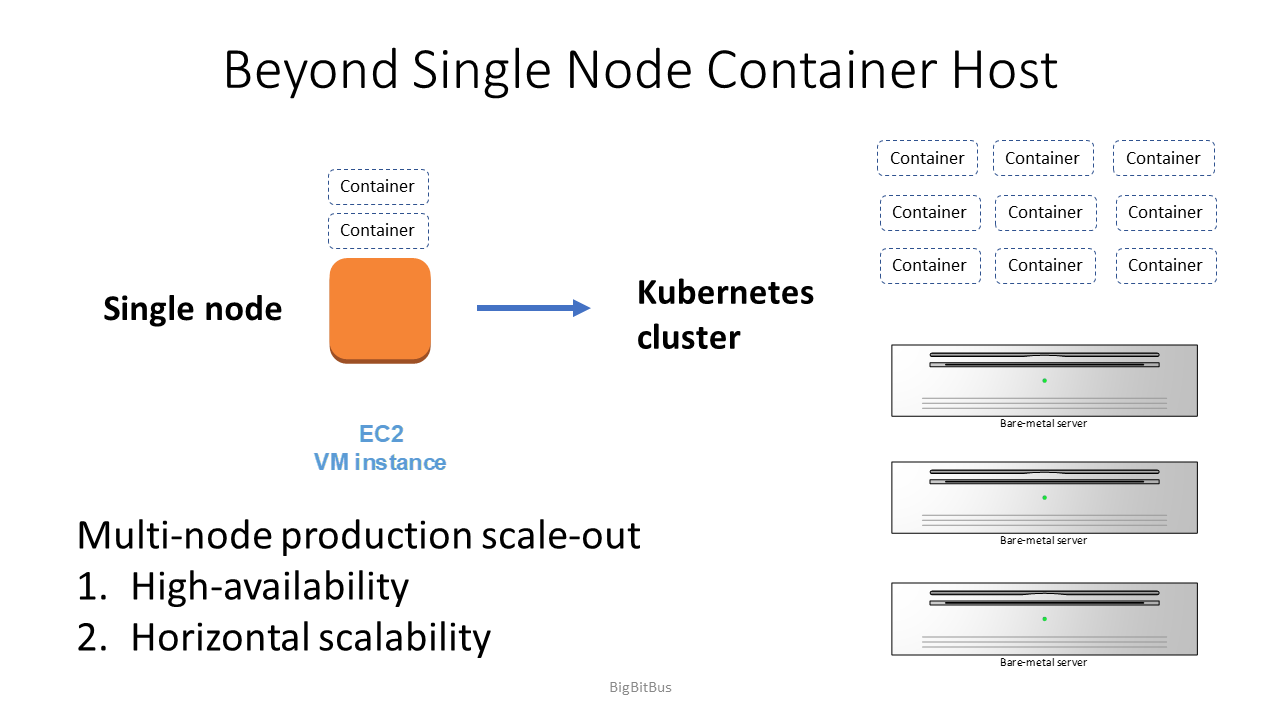 Beyond Single Node Container Host
Container
Container
Single node
EC2
VM instance
Kubernetes
cluster
Container Container Container
Container Container Container
Container Container Container
Bare-metal server
Bare-metal server
Bare-metal server
Multi-node production scale-out
1. High-availability
2. Horizontal scalability
BigBitBus